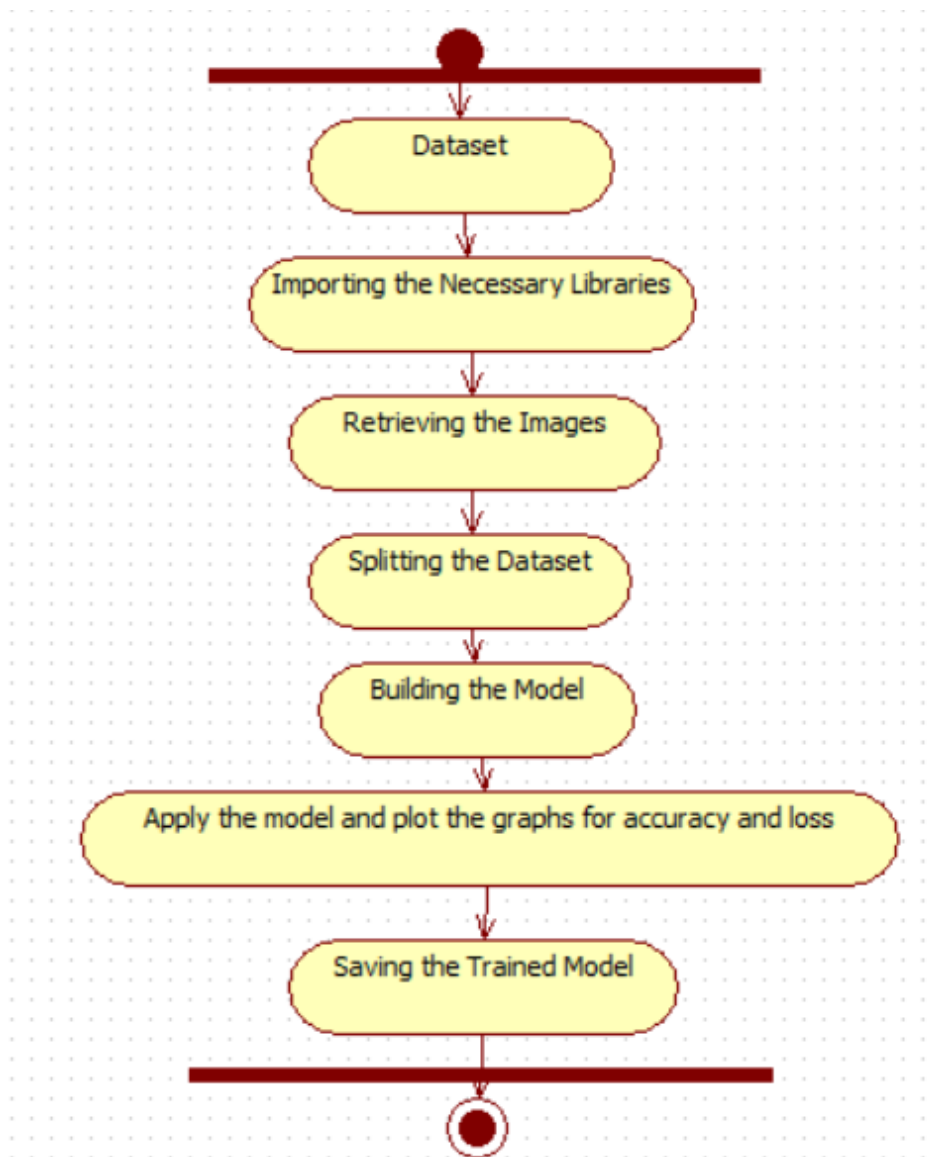 Dataset
Importing the Necessary Libraries
Retrieving the Images
Splitting the Dataset
Building the Model
Apply the model and plot the graphs for accuracy and loss
Saving the Trained Model